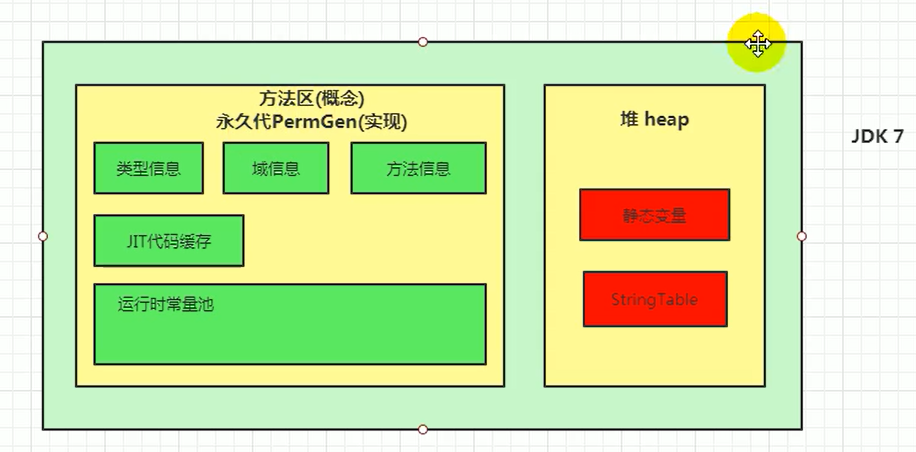 方法区(概念)
永久代PermGen(实现)
类型信息
域信息
方法信息
JIT代码缓存
运行时常量池
堆 heap
静态变量
StringTable
JDK 7